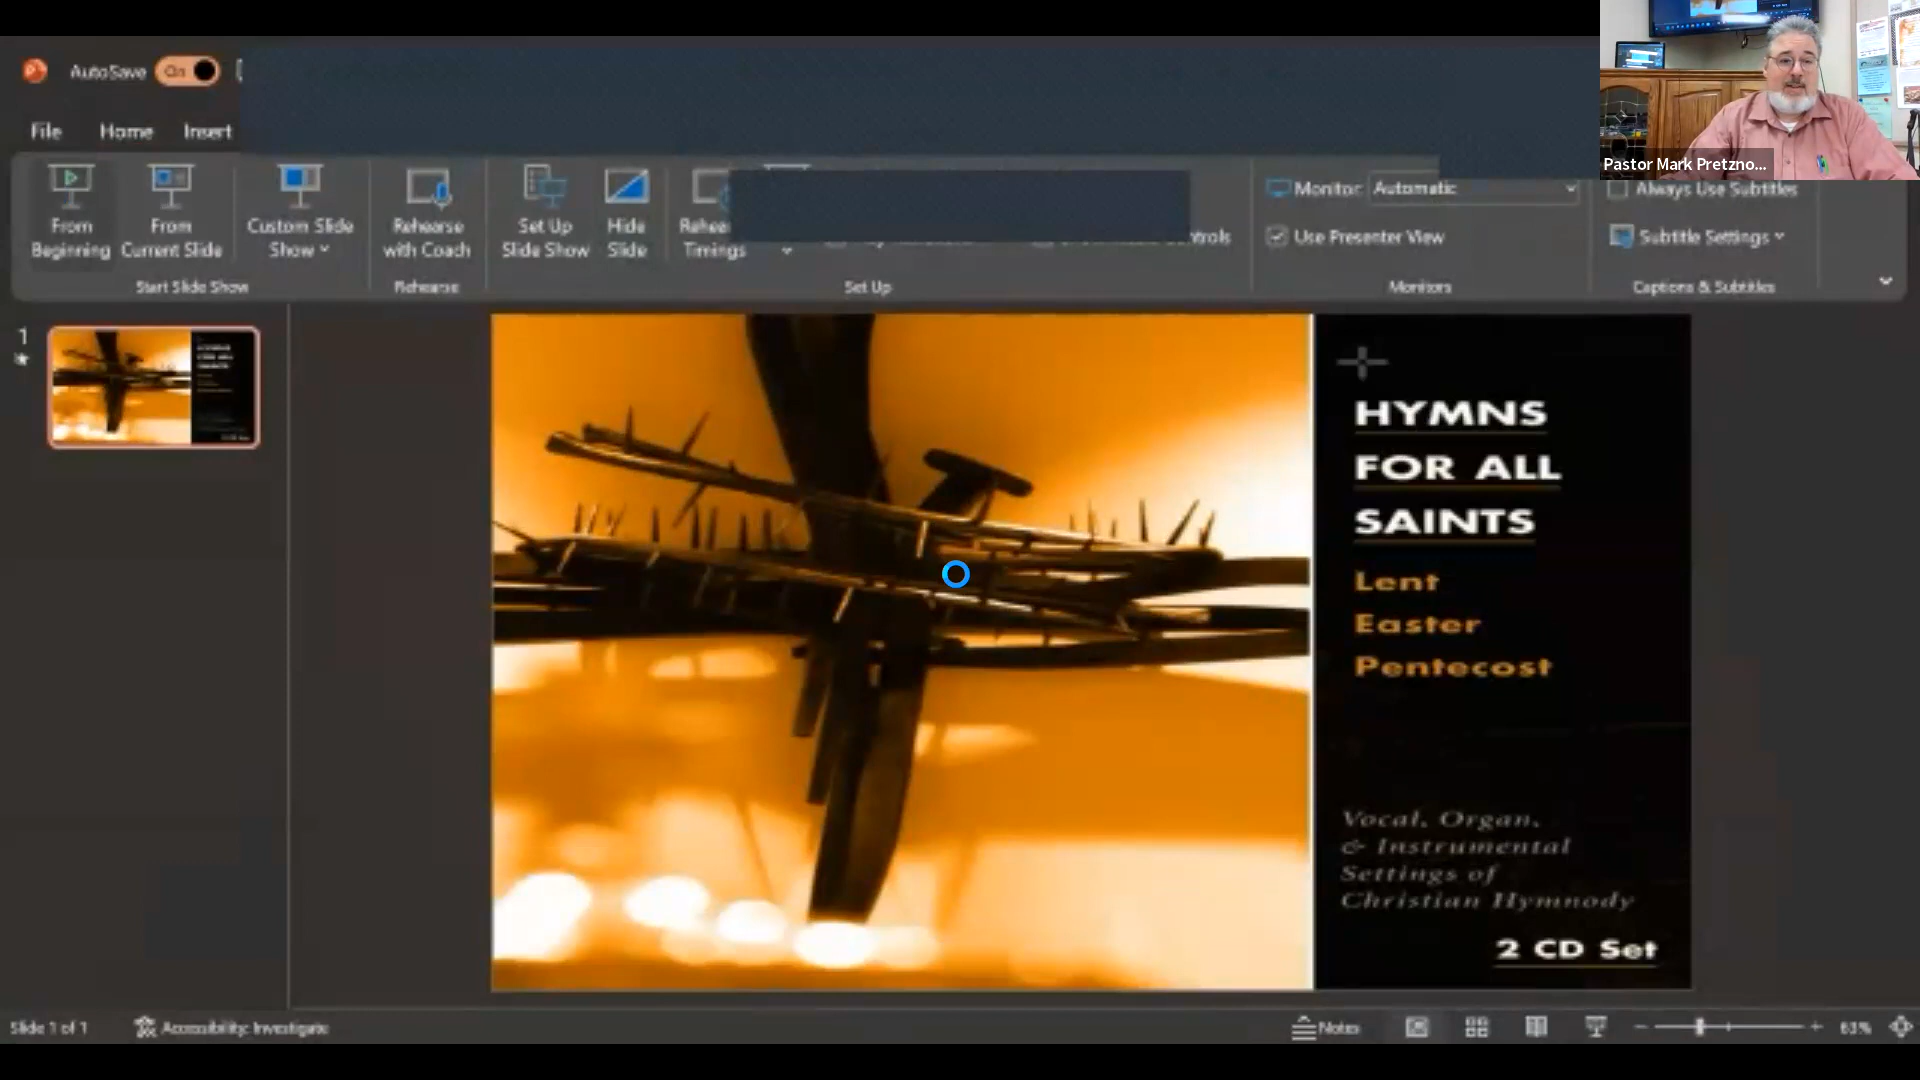 AutoSave On
File Home Insert
From Beginning
From Current Slide
Custom Slide Show
Rehearse with Coach
Set Up Slide Show
Hide Slide
Timings
Monitor: Automatic
Use Presenter View
Always Use Subtitles
Subtitle Settings
Start Slide Show
Rehearse
Set Up
Monitors
Captions & Subtitles
Pastor Mark Pretzno...
1
HYMNS
FOR ALL
SAINTS
Lent
Easter
Pentecost
Vocal, Organ,
& Instrumental
Settings of
Christian Hymnody
2 CD Set
Slide 1 of 1
Accessibility: Investigate
Notes
63%